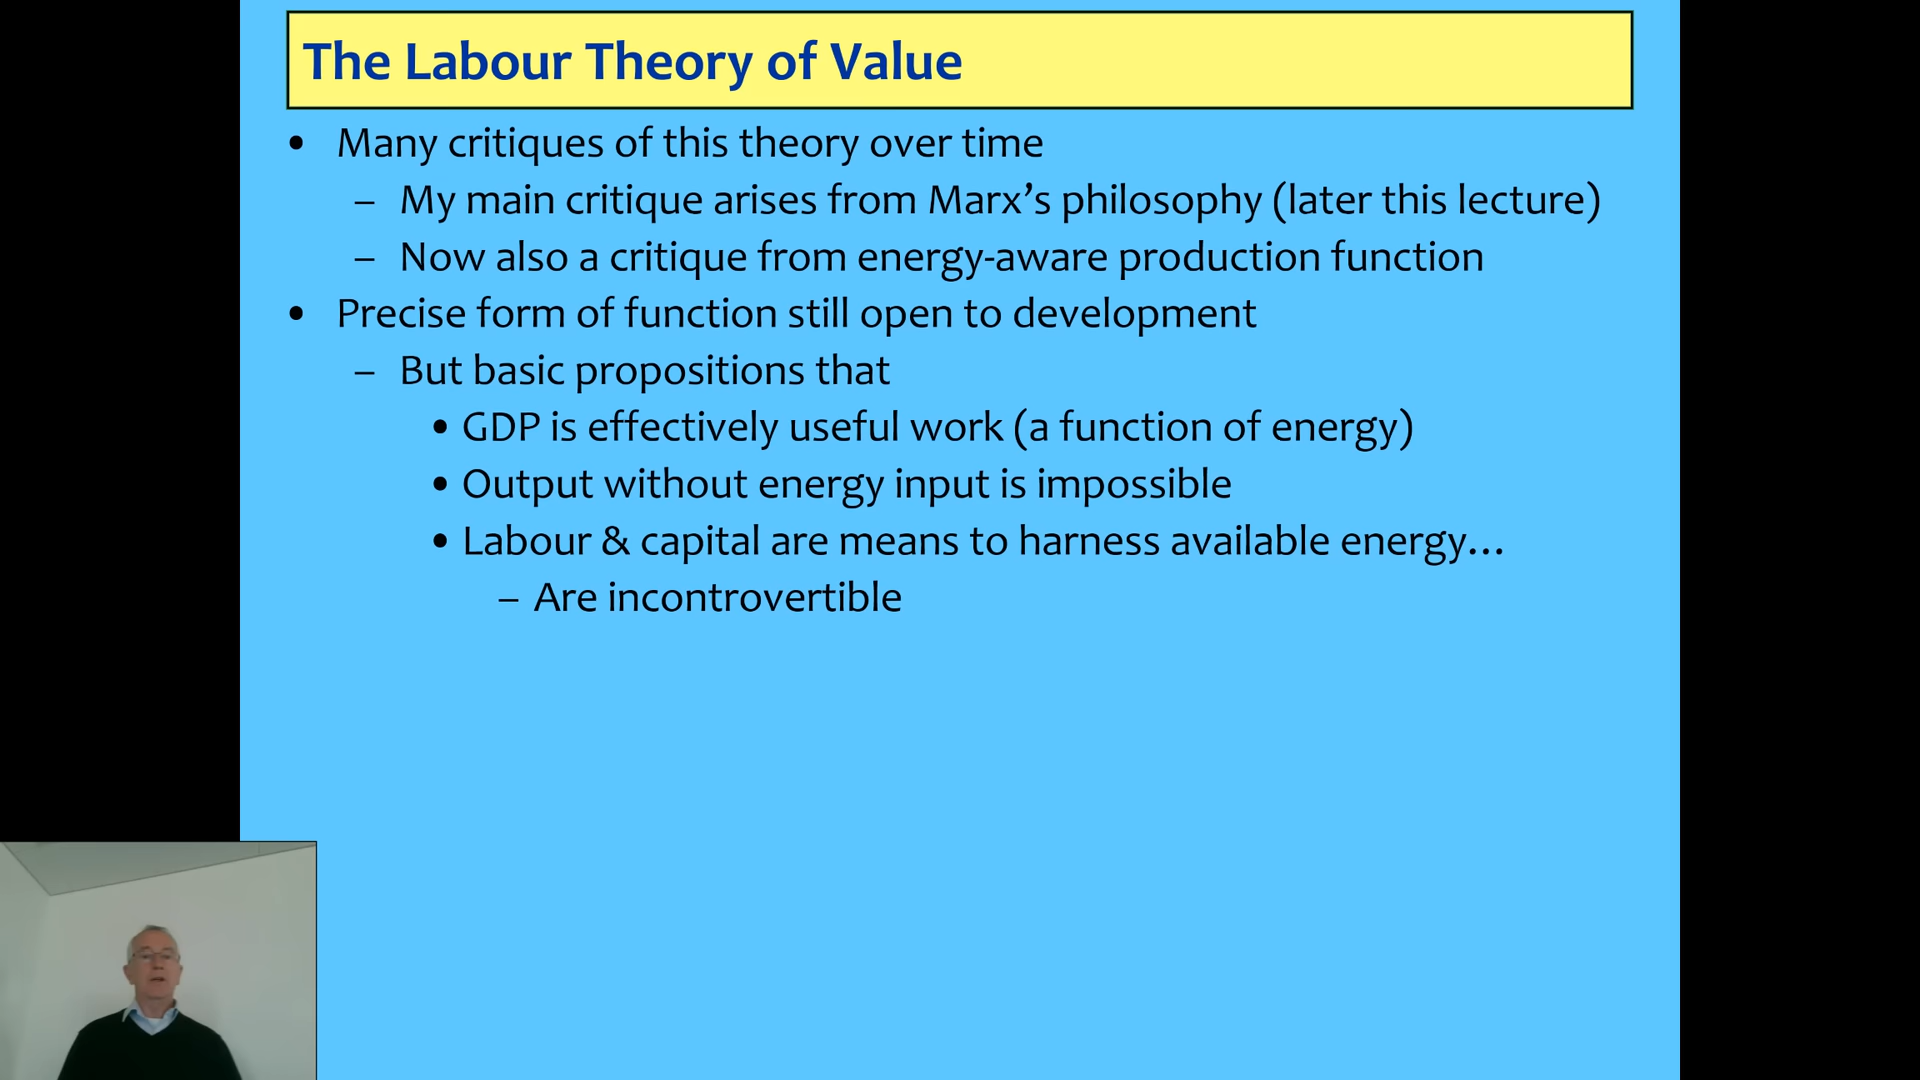 The Labour Theory of Value
• Many critiques of this theory over time
– My main critique arises from Marx’s philosophy (later this lecture)
– Now also a critique from energy-aware production function
• Precise form of function still open to development
– But basic propositions that
• GDP is effectively useful work (a function of energy)
• Output without energy input is impossible
• Labour & capital are means to harness available energy…
– Are incontrovertible